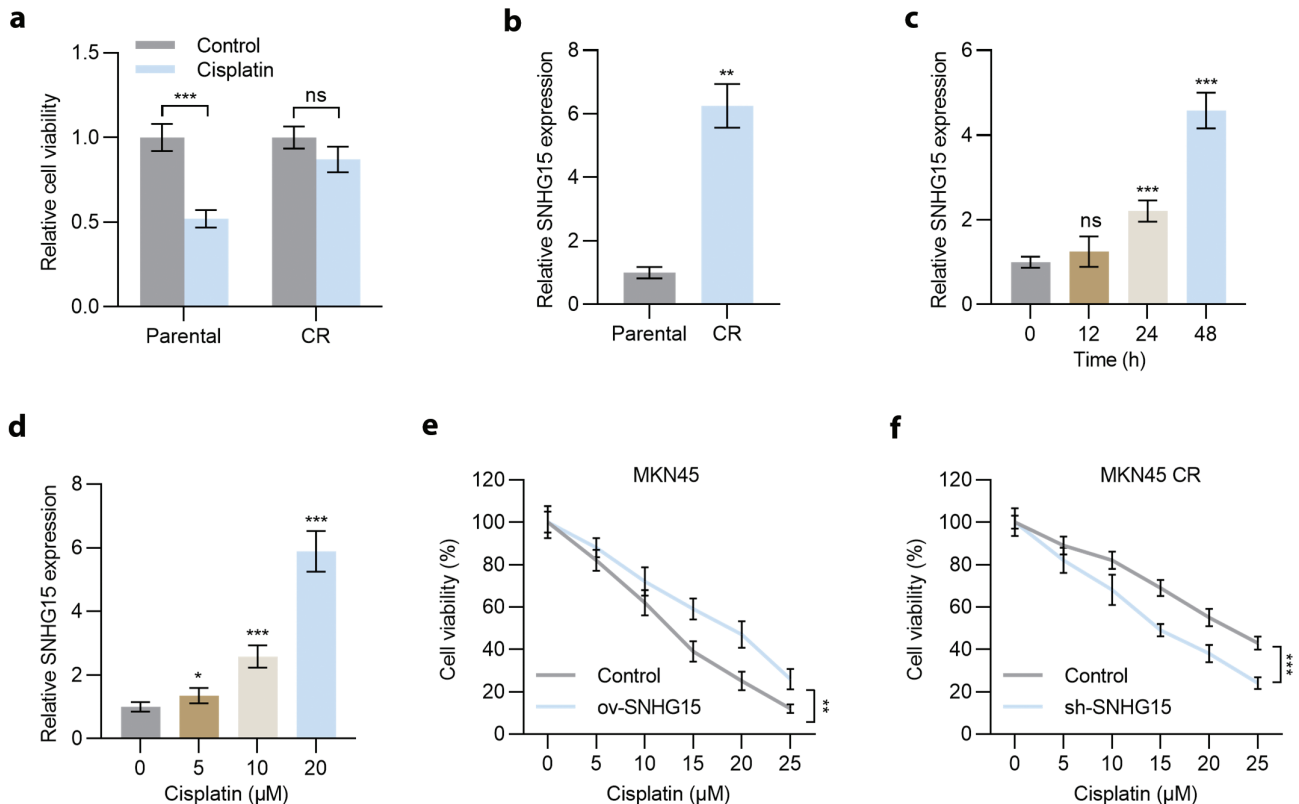 a
Control
Cisplatin
Relative cell viability
1.5
1.0
0.5
0.0
***
ns
Parental
CR
b
Relative SNHG15 expression
8
6
4
2
0
**
Parental
CR
c
Relative SNHG15 expression
6
4
2
0
ns
***
***
0
12
24
48
Time (h)
d
Relative SNHG15 expression
8
6
4
2
0
*
***
***
0
5
10
20
Cisplatin (μM)
e
MKN45
Cell viability (%)
120
100
80
60
40
20
0
Control
ov-SNHG15
**
0
5
10
15
20
25
Cisplatin (μM)
f
MKN45 CR
Cell viability (%)
120
100
80
60
40
20
0
Control
sh-SNHG15
***
0
5
10
15
20
25
Cisplatin (μM)